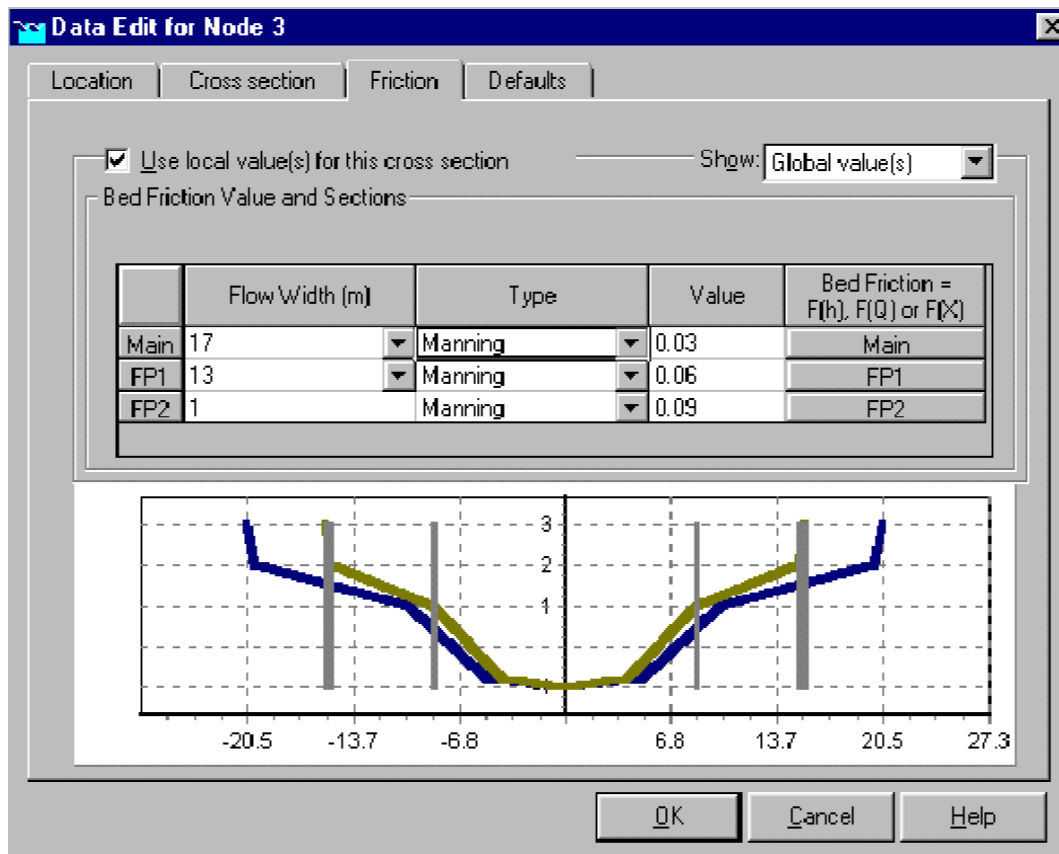 Data Edit for Node 3
Location Cross section Friction Defaults
Use local value(s) for this cross section Show: Global value(s)
Bed Friction Value and Sections
Flow Width (m) Type Value Bed Friction =
F(h), F(Q) or F(X)
Main 17 Manning 0.03 Main
FP1 13 Manning 0.06 FP1
FP2 1 Manning 0.09 FP2
3
2
1
-20.5 -13.7 -6.8 6.8 13.7 20.5 27.3
OK Cancel Help